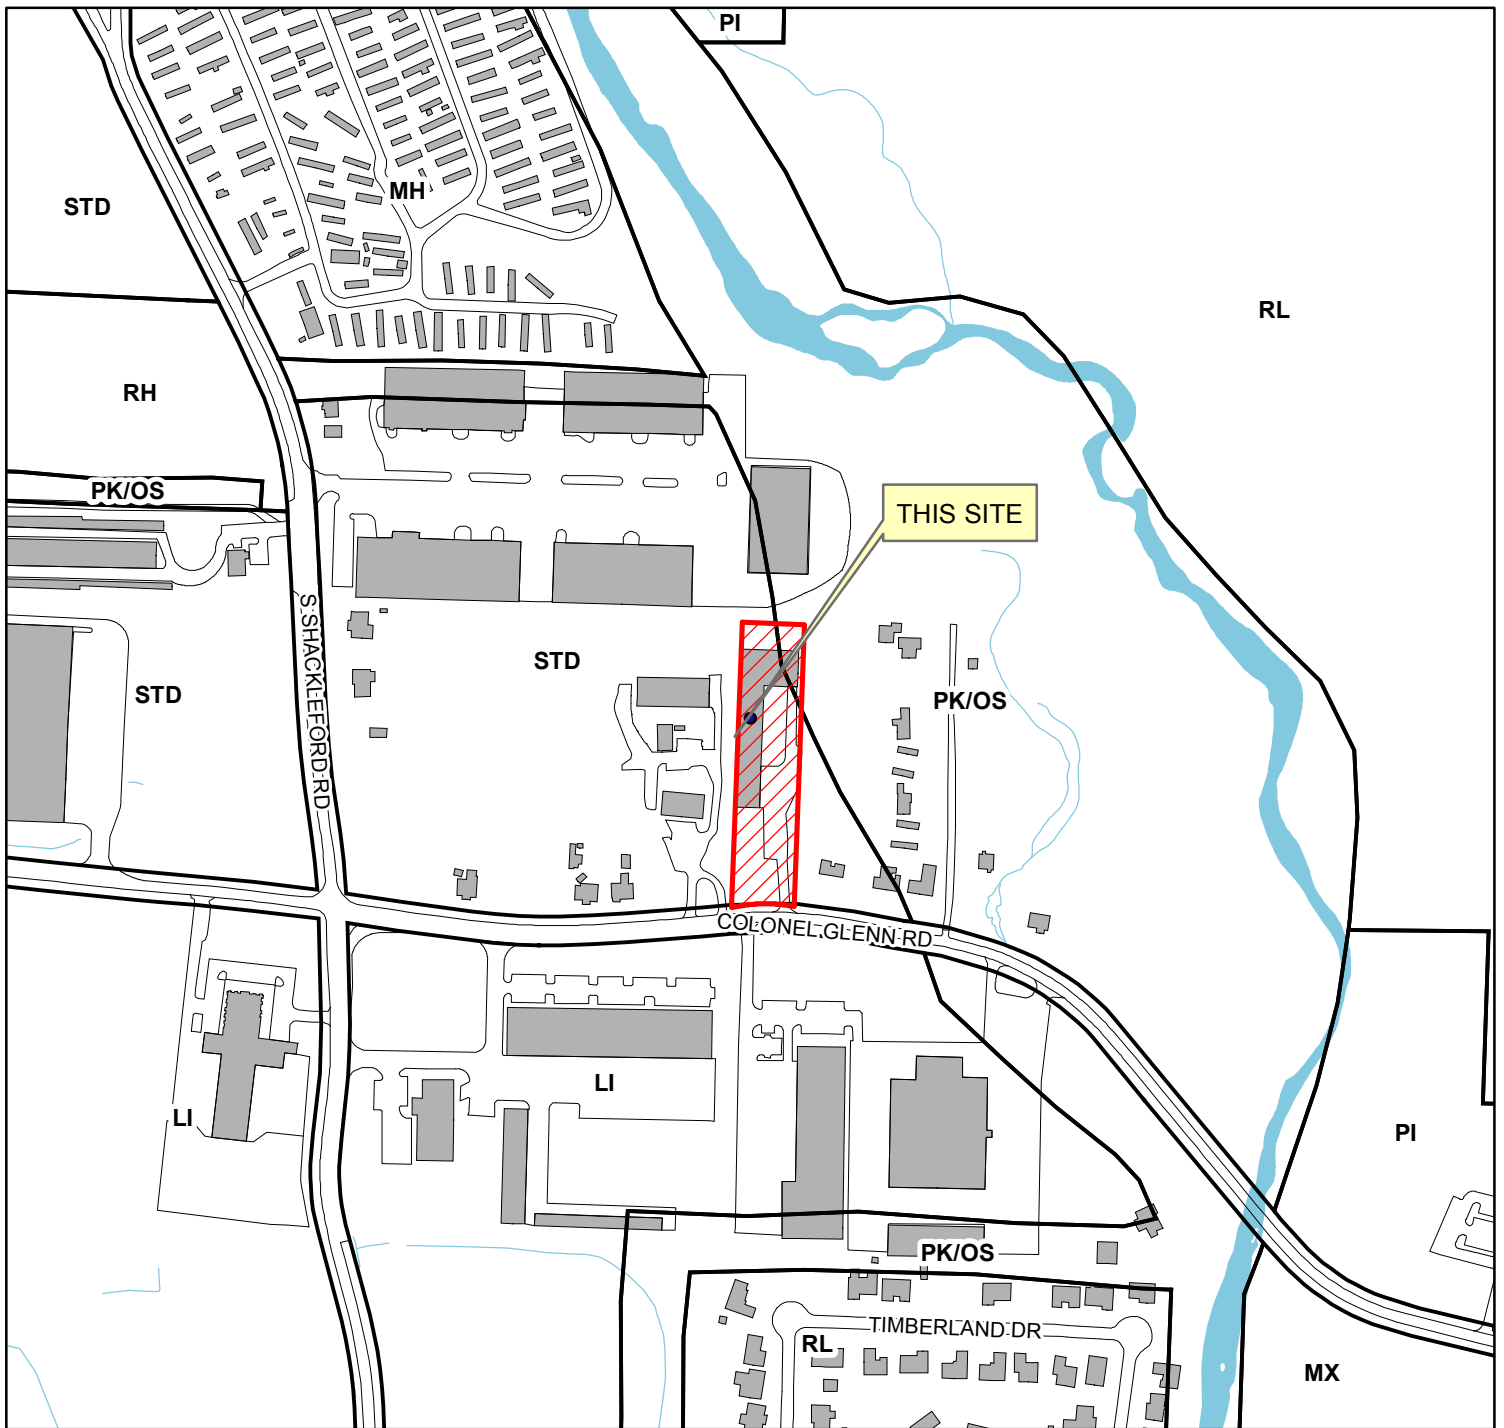 PI
STD
MH
RL
RH
PK/OS
THIS SITE
S SHACKLEFORD RD
STD
STD
PK/OS
COLONEL GLENN RD
LI
LI
PI
PK/OS
TIMBERLAND DR
RL
MX